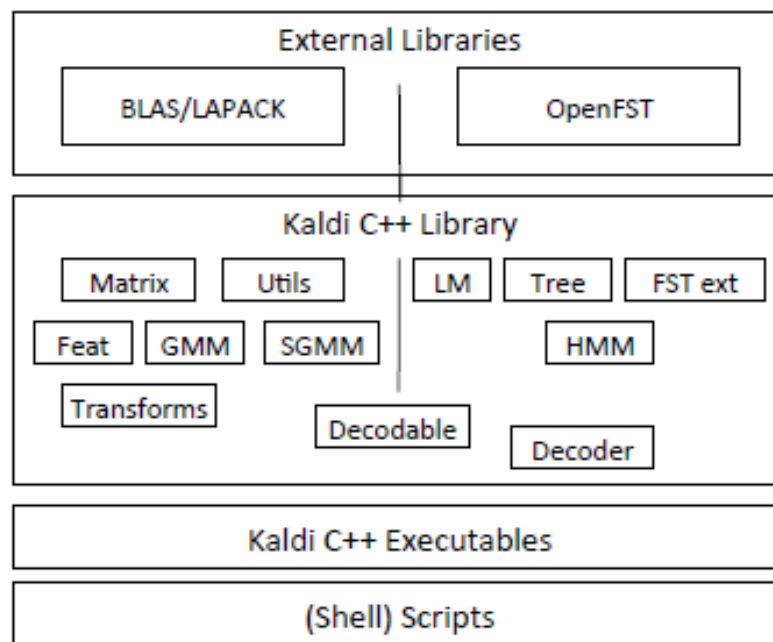 External Libraries
BLAS/LAPACK OpenFST
Kaldi C++ Library
Matrix Utils LM Tree FST ext
Feat GMM SGMM HMM
Transforms
Decodable
Decoder
Kaldi C++ Executables
(Shell) Scripts